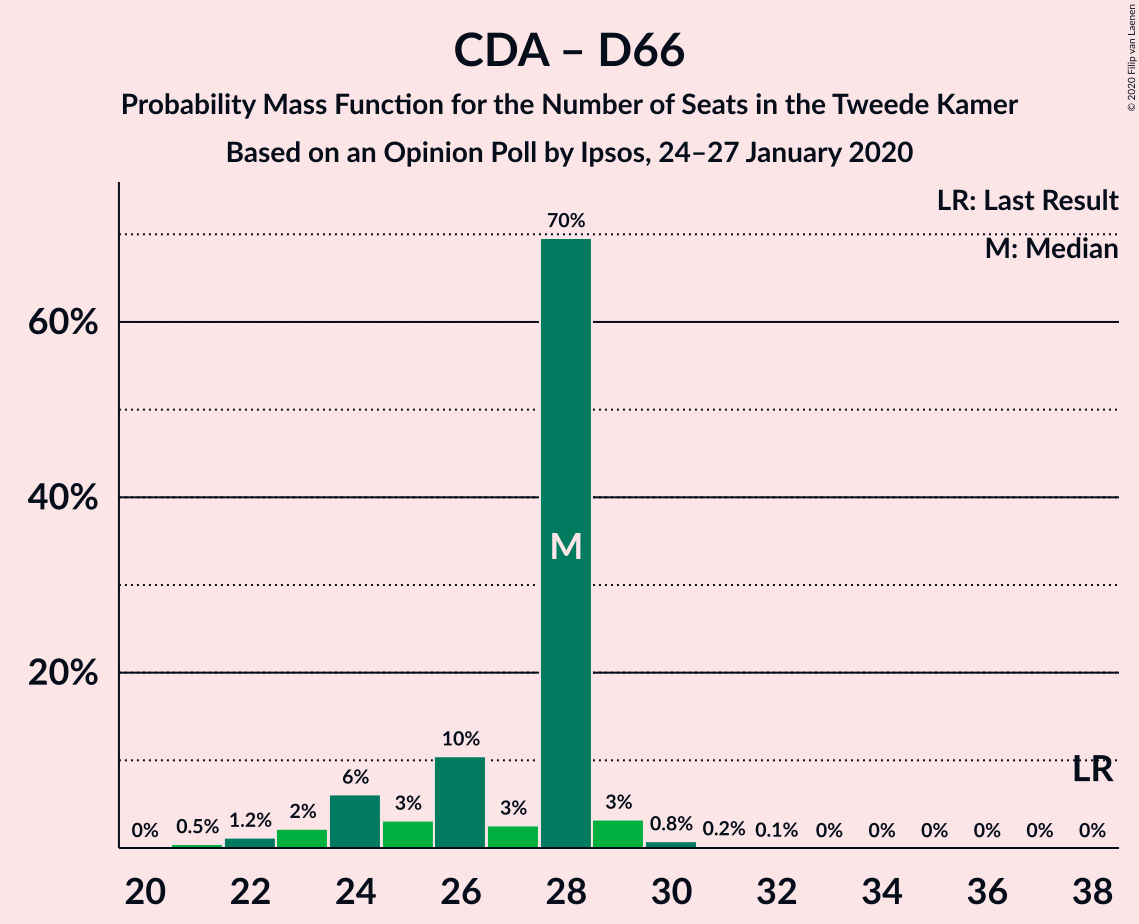 CDA – D66
Probability Mass Function for the Number of Seats in the Tweede Kamer
Based on an Opinion Poll by Ipsos, 24–27 January 2020
© 2020 Filip van Laenen
LR: Last Result
M: Median
60%
40%
20%
0%
0.5%
1.2%
2%
6%
3%
10%
3%
70%
3%
0.8%
0.2%
0.1%
0%
0%
0%
0%
0%
0%
M
LR
20 22 24 26 28 30 32 34 36 38